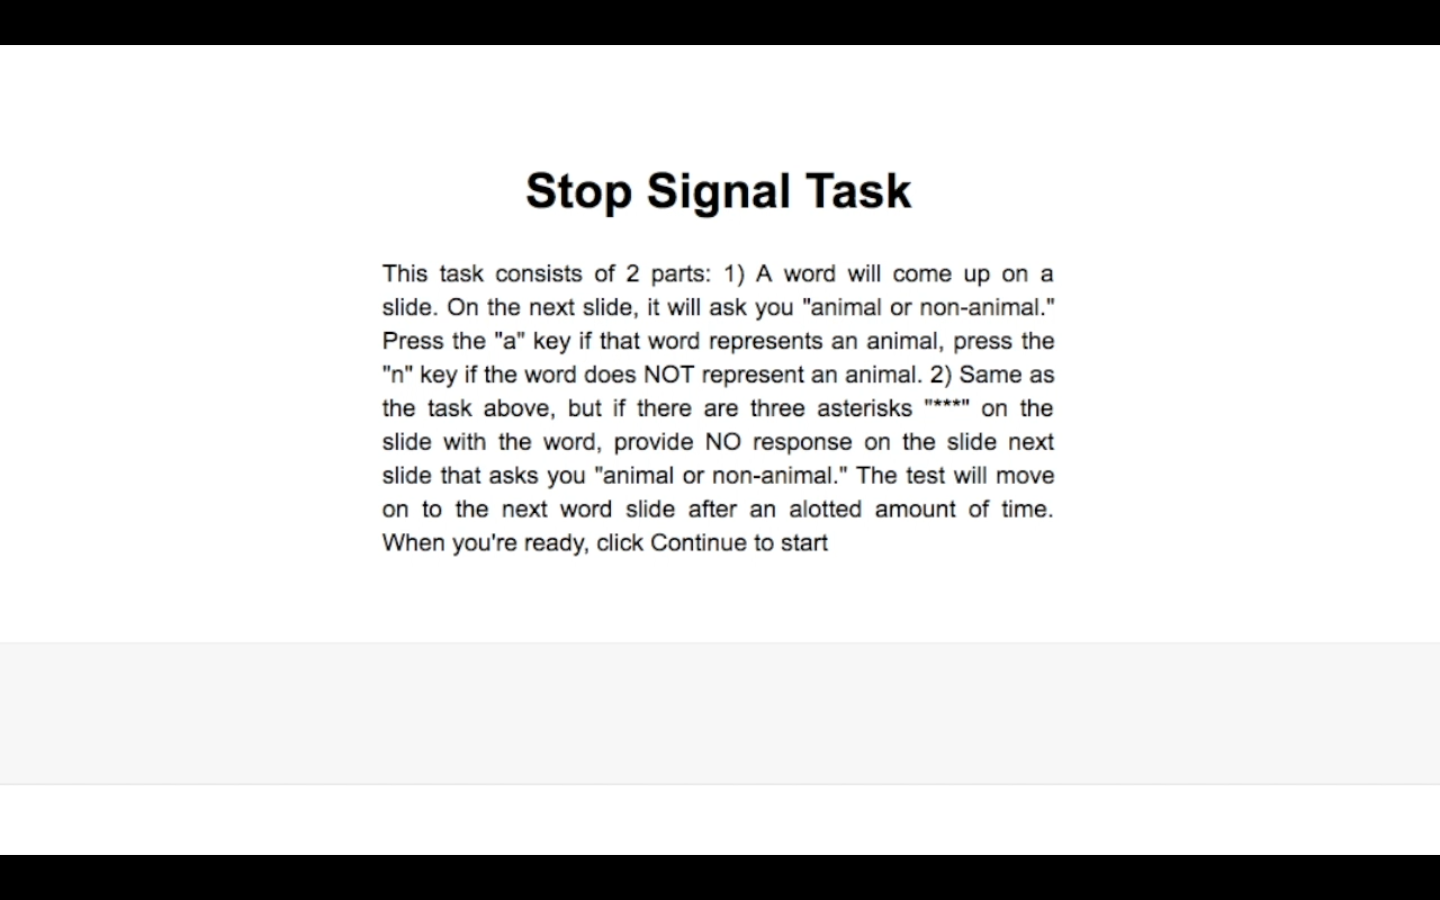 Stop Signal Task
This task consists of 2 parts: 1) A word will come up on a
slide. On the next slide, it will ask you "animal or non-animal."
Press the "a" key if that word represents an animal, press the
"n" key if the word does NOT represent an animal. 2) Same as
the task above, but if there are three asterisks "***" on the
slide with the word, provide NO response on the slide next
slide that asks you "animal or non-animal." The test will move
on to the next word slide after an alotted amount of time.
When you're ready, click Continue to start